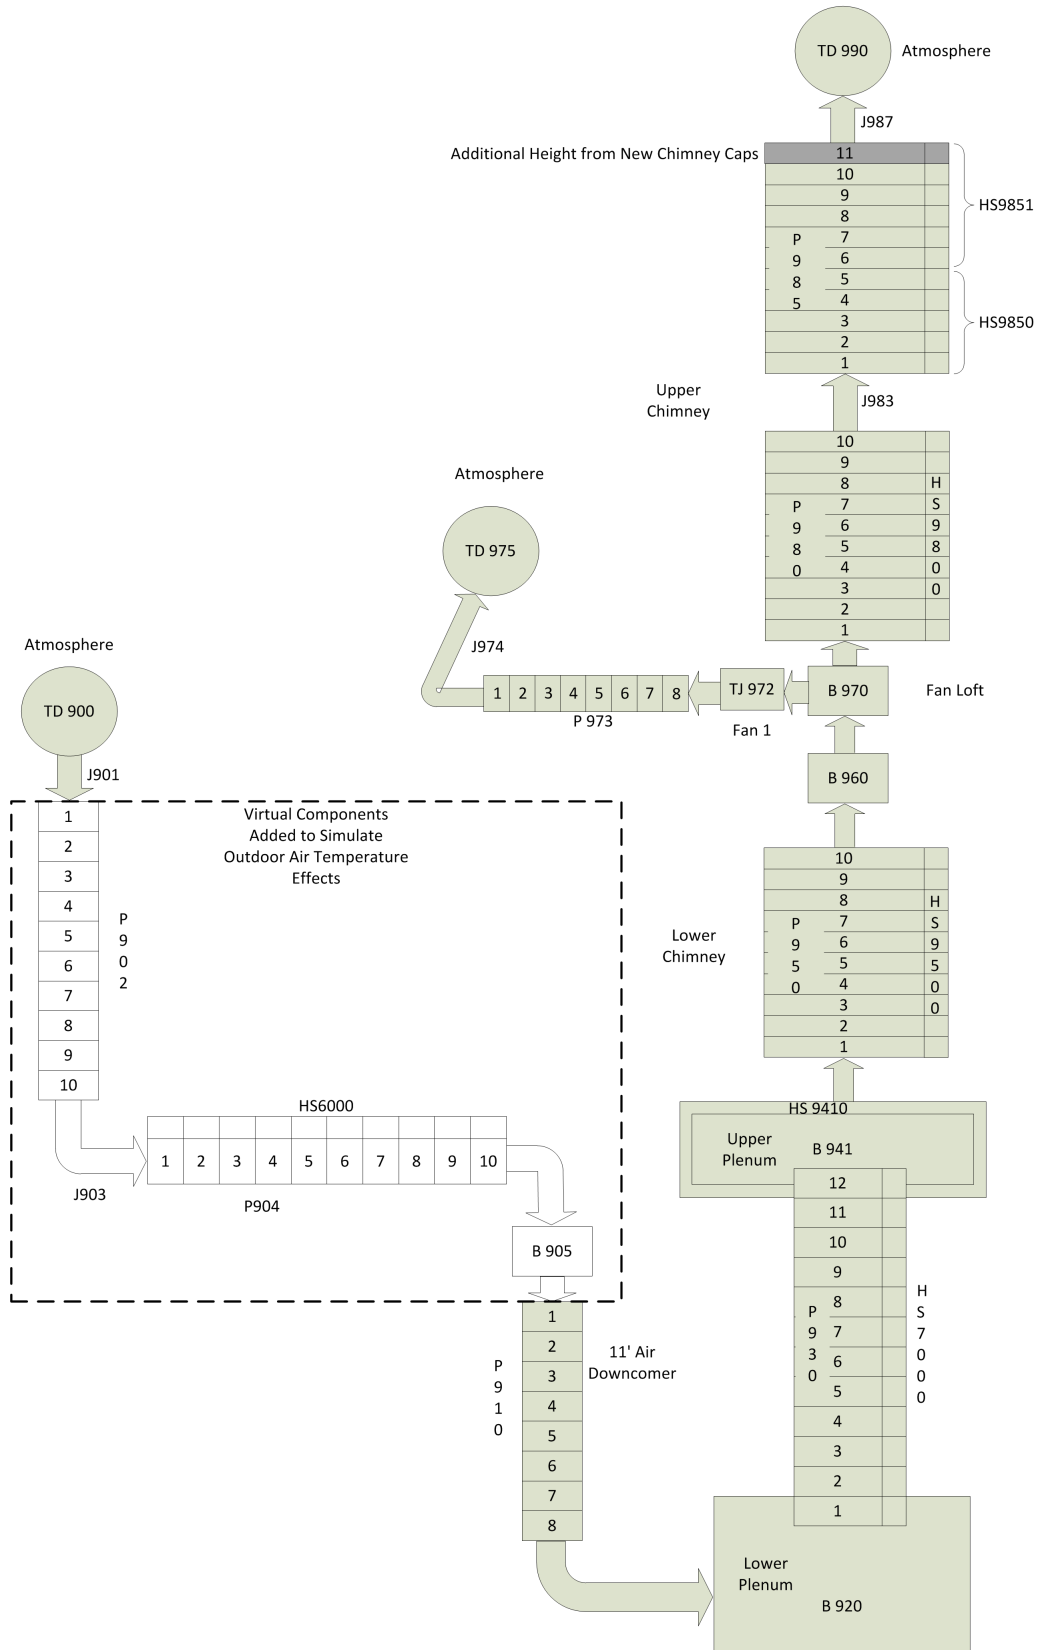 TD 990
Atmosphere
J987
Additional Height from New Chimney Caps
11
10
9
8
7
6
5
4
3
2
1
P
9
8
5
HS9851
HS9850
Upper
Chimney
J983
10
9
8
7
6
5
4
3
2
1
P
9
8
0
H
S
9
8
0
0
Atmosphere
TD 975
J974
1 2 3 4 5 6 7 8
P 973
TJ 972
Fan 1
B 970
Fan Loft
B 960
Atmosphere
TD 900
J901
Virtual Components
Added to Simulate
Outdoor Air Temperature
Effects
1
2
3
4
5
6
7
8
9
10
P
9
0
2
J903
HS6000
1 2 3 4 5 6 7 8 9 10
P904
B 905
Lower
Chimney
10
9
8
7
6
5
4
3
2
1
P
9
5
0
H
S
9
5
0
0
HS 9410
Upper
Plenum
B 941
12
11
10
9
8
7
6
5
4
3
2
1
P
9
3
0
H
S
7
0
0
0
1
2
3
4
5
6
7
8
P
9
1
0
11' Air
Downcomer
Lower
Plenum
B 920